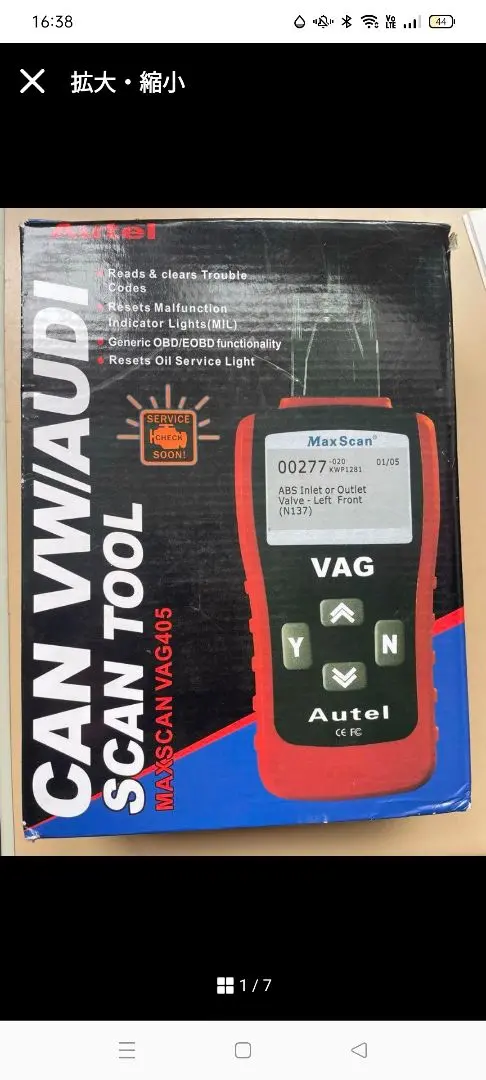 16:38
Vo
LTE
44
拡大・縮小
Autel
Reads & clears Trouble
Codes
Resets Malfunction
Indicator Lights(MIL)
Generic OBD/EOBD functionality
Resets Oil Service Light
SERVICE
CHECK
SOON!
CAN VW/AUDI
SCAN TOOL
MAXSCAN VAG405
MaxScan®
00277 -020 01/05
KWP1281
ABS Inlet or Outlet
Valve - Left Front
(N137)
VAG
Y
N
Autel
CE FC
1 / 7